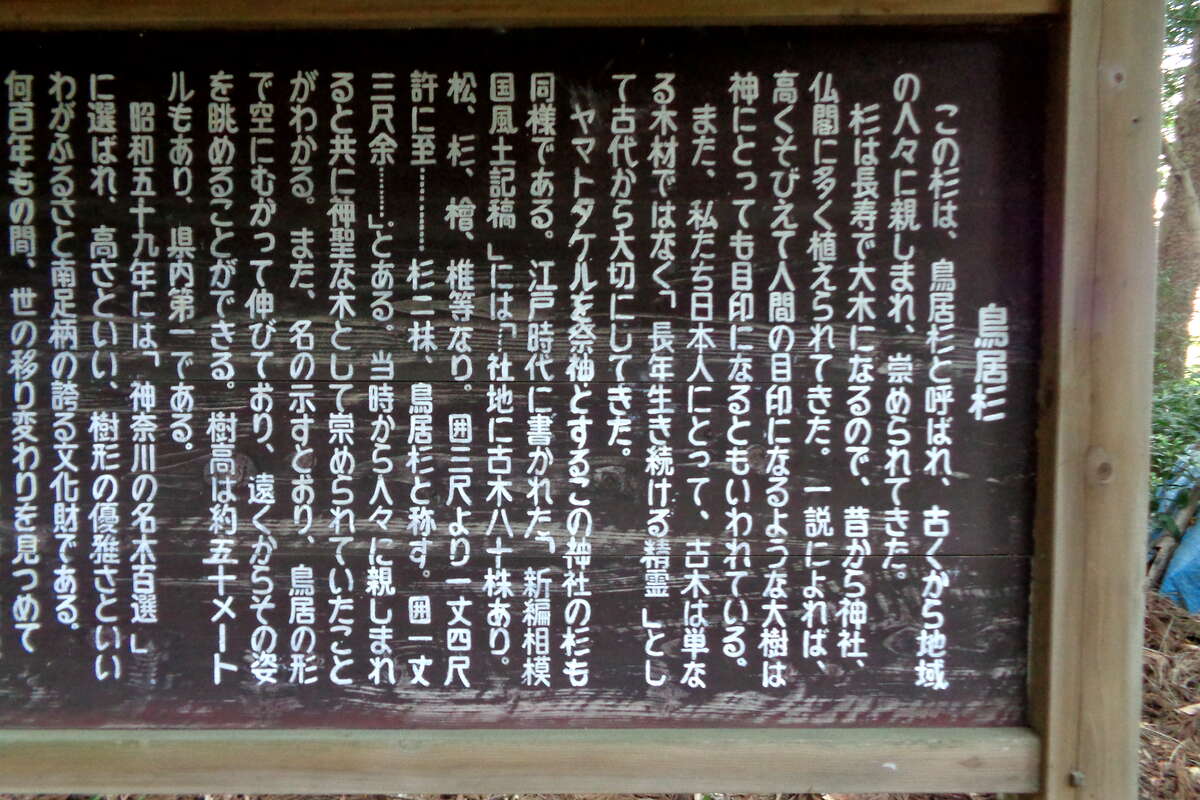 鳥居杉
この杉は、鳥居杉と呼ばれ、古くから地域
の人々に親しまれ、崇められてきた。
杉は長寿で大木になるので、昔から神社、
仏閣に多く植えられてきた。一説によれば、
高くそびえて人間の目印になるような大樹は
神にとっても目印になるともいわれている。
また、私たち日本人にとって、古木は単な
る木材ではなく「長年生き続ける精霊」とし
て古代から大切にしてきた。
ヤマトダケルを祭神とするこの神社の杉も
同様である。江戸時代に書かれた「新編相模
国風土記稿」には「…社地に古木八十株あり。
松、杉、檜、椎等なり。囲三尺より一丈四尺
許に至…………杉二株、鳥居杉と称す。囲一丈
三尺余………」とある。当時から人々に親しまれ
ると共に神聖な木として崇められていたこと
がわかる。また、名の示すとおり、鳥居の形
で空にむかって伸びており、遠くからその姿
を眺めることができる。樹高は約五十メート
ルもあり、県内第一である。
昭和五十九年には「神奈川の名木百選」
に選ばれ、高さといい、樹形の優雅さといい
わがふるさと南足柄の誇る文化財である。
何百年もの間、世の移り変わりを見つめて